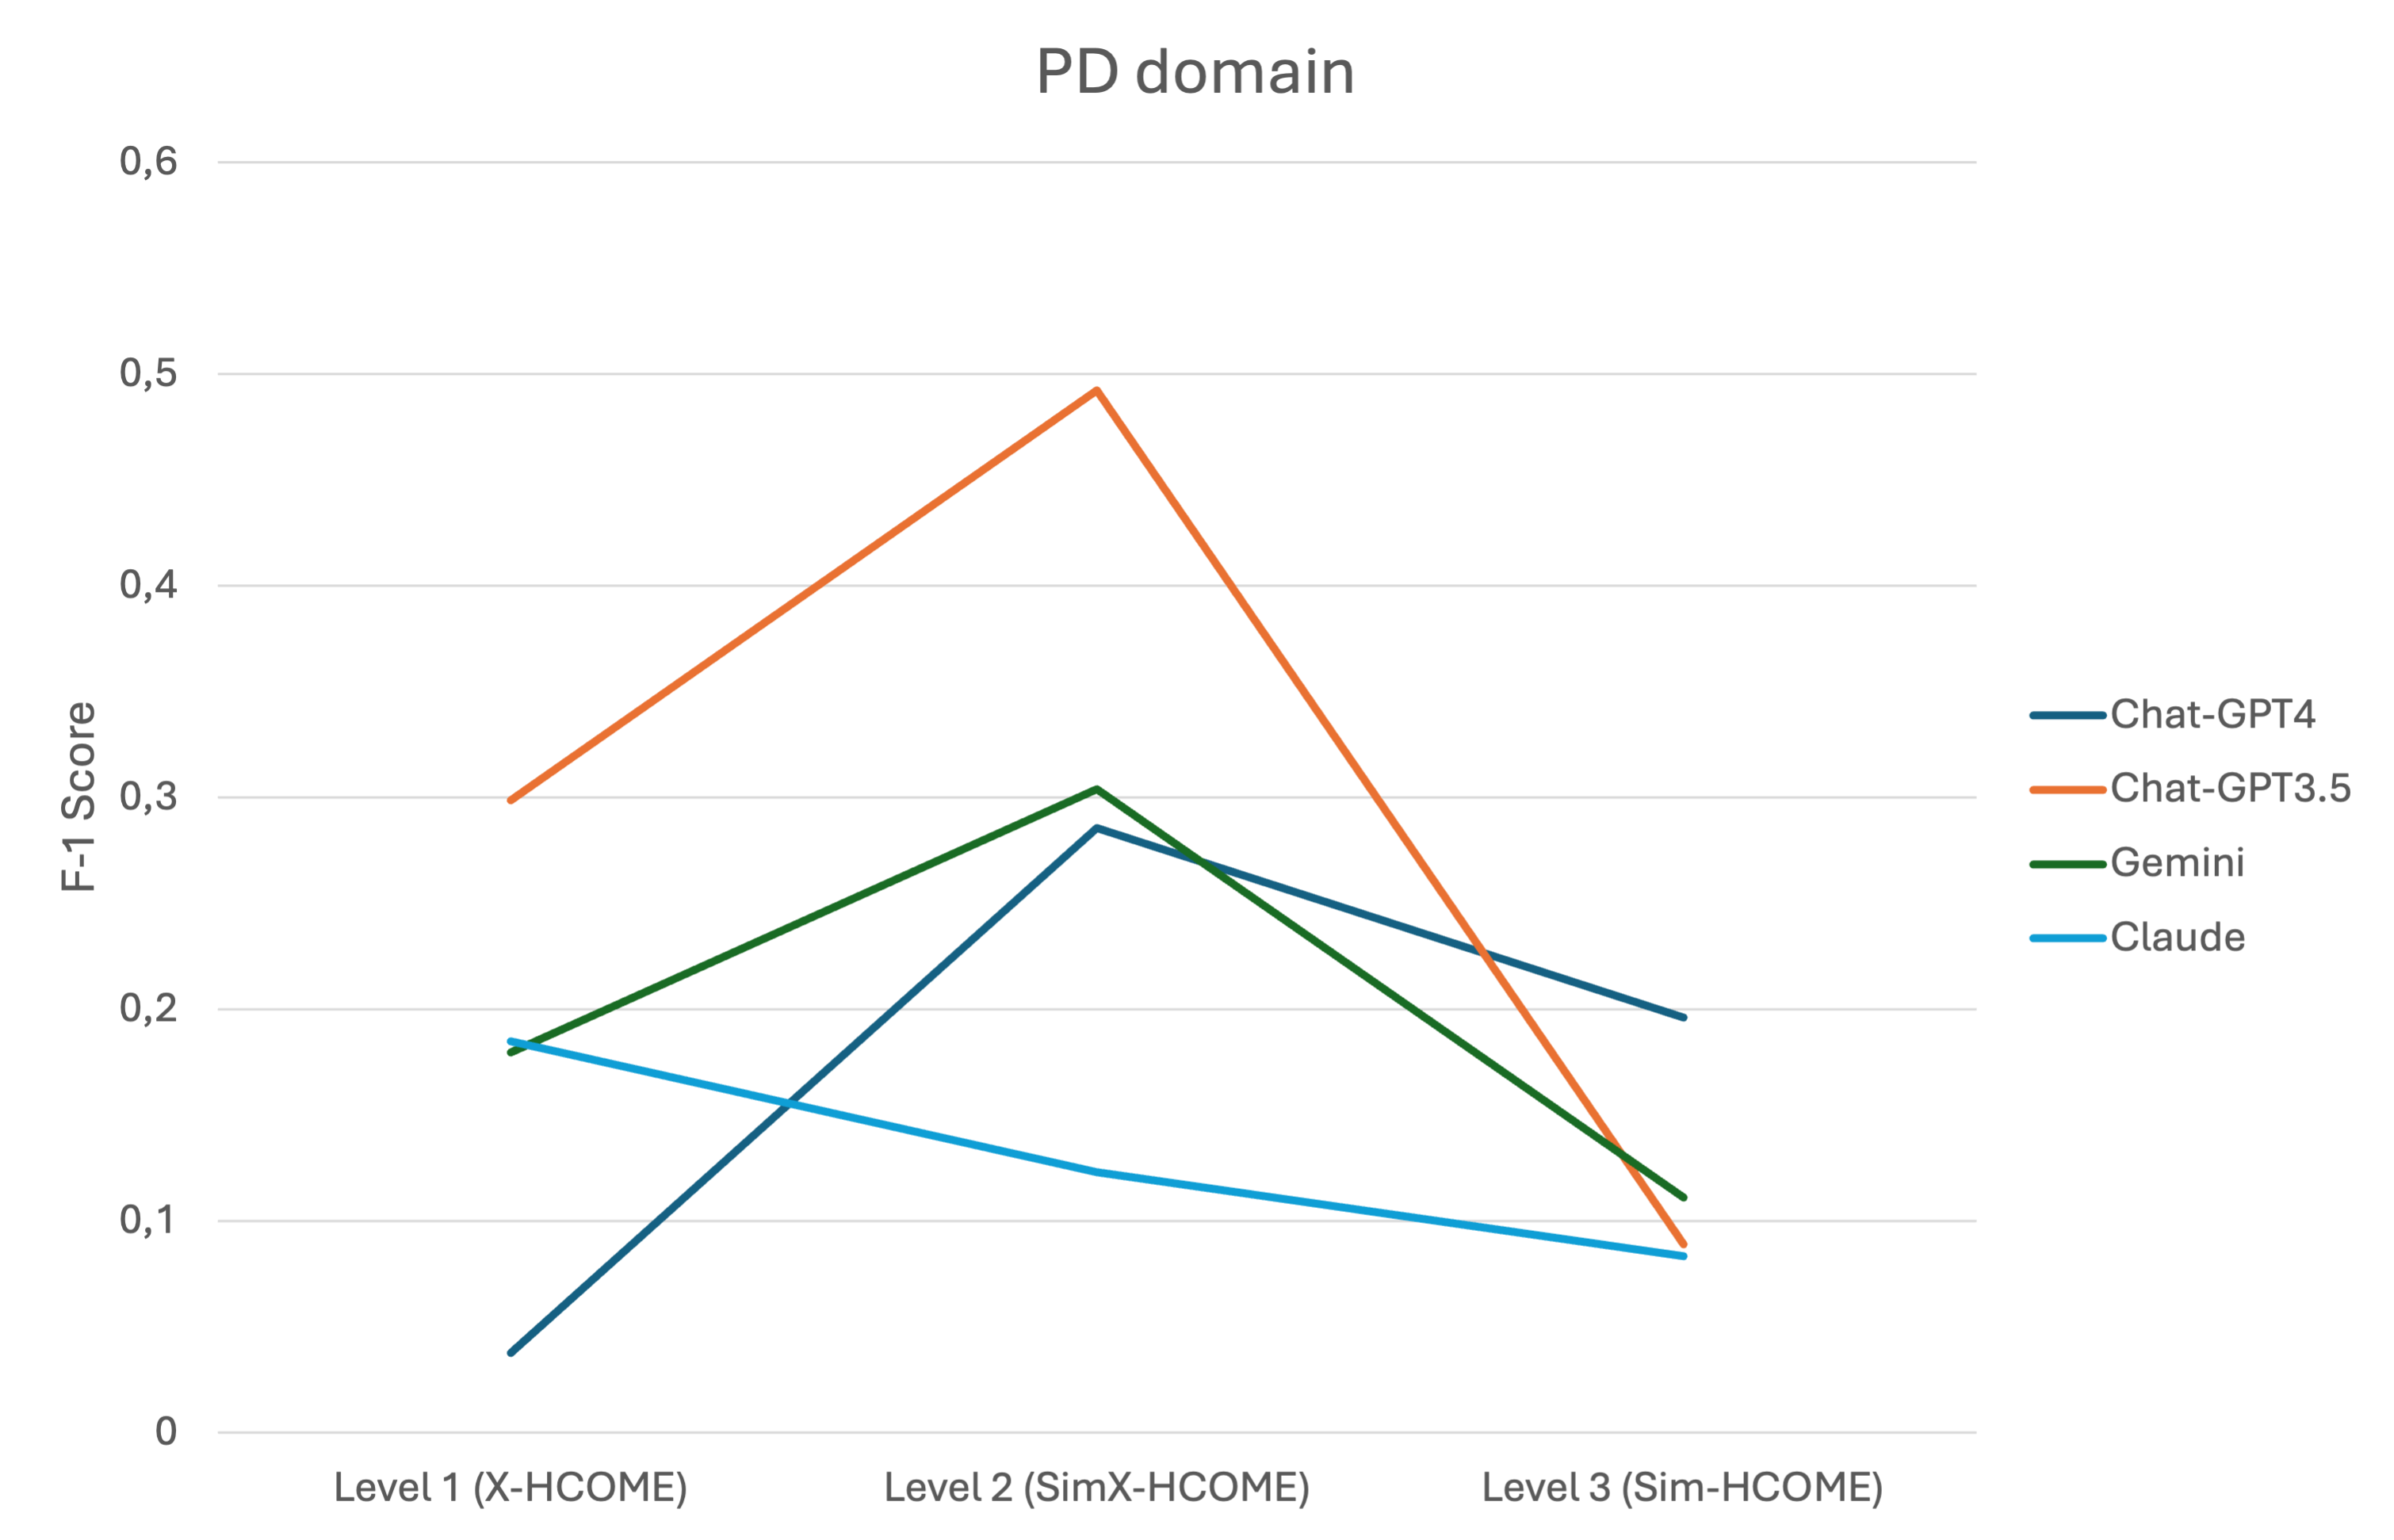 PD domain
0,6
0,5
0,4
0,3
0,2
0,1
0
F-1 Score
Level 1 (X-HCOME)
Level 2 (SimX-HCOME)
Level 3 (Sim-HCOME)
Chat-GPT4
Chat-GPT3.5
Gemini
Claude